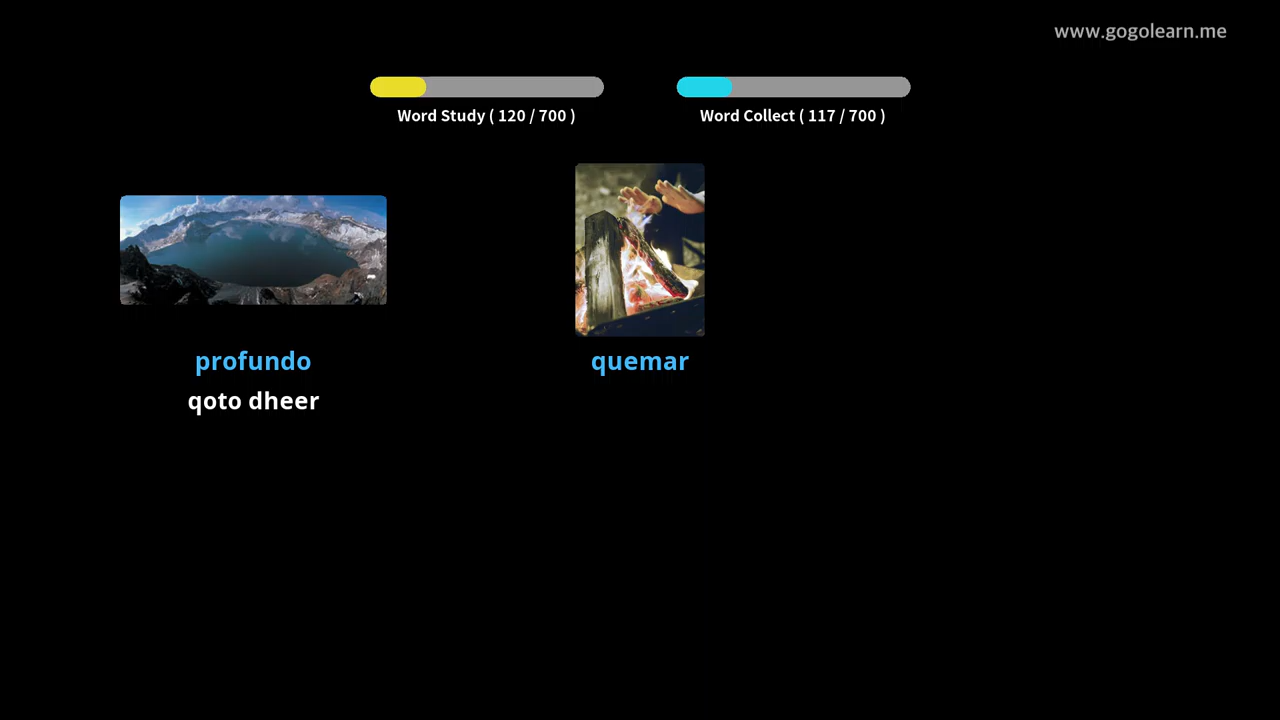 www.gogolearn.me
Word Study ( 120 / 700 )
Word Collect ( 117 / 700 )
profundo
qoto dheer
quemar